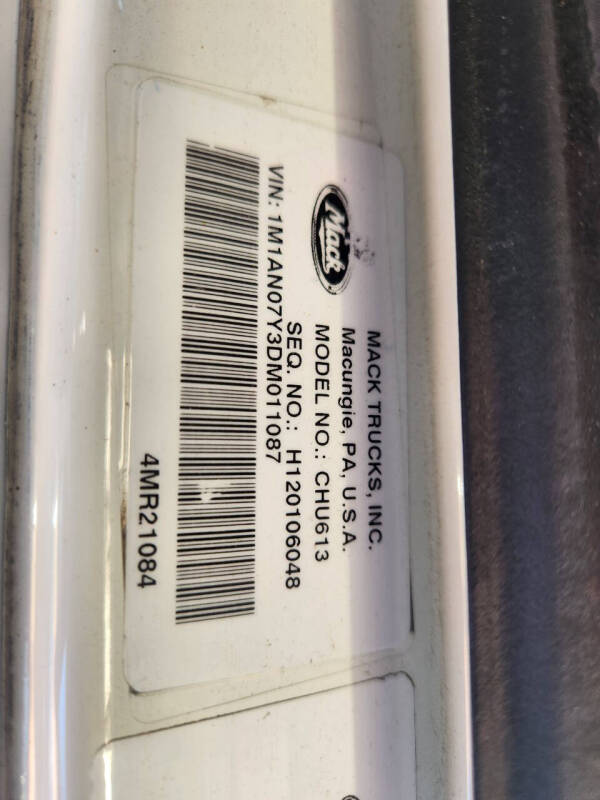 Mack
MACK TRUCKS, INC.
Macungie, PA, U.S.A.
MODEL NO.: CHU613
SEQ. NO.: H120106048
VIN: 1M1AN07Y3DM011087
4MR21084